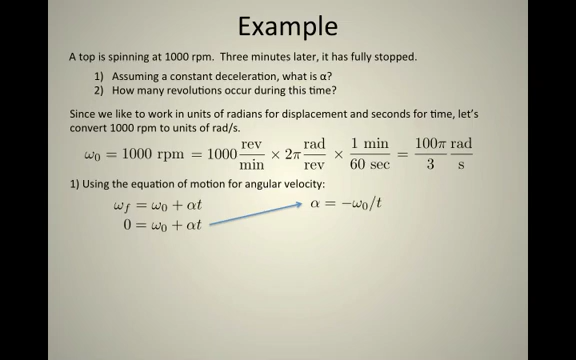 Example
A top is spinning at 1000 rpm. Three minutes later, it has fully stopped.
1) Assuming a constant deceleration, what is α?
2) How many revolutions occur during this time?
Since we like to work in units of radians for displacement and seconds for time, let's
convert 1000 rpm to units of rad/s.
ω₀ = 1000 rpm = 1000 rev/min × 2π rad/rev × 1 min/60 sec = 100π/3 rad/s
1) Using the equation of motion for angular velocity:
ω_f = ω₀ + αt α = −ω₀/t
0 = ω₀ + αt